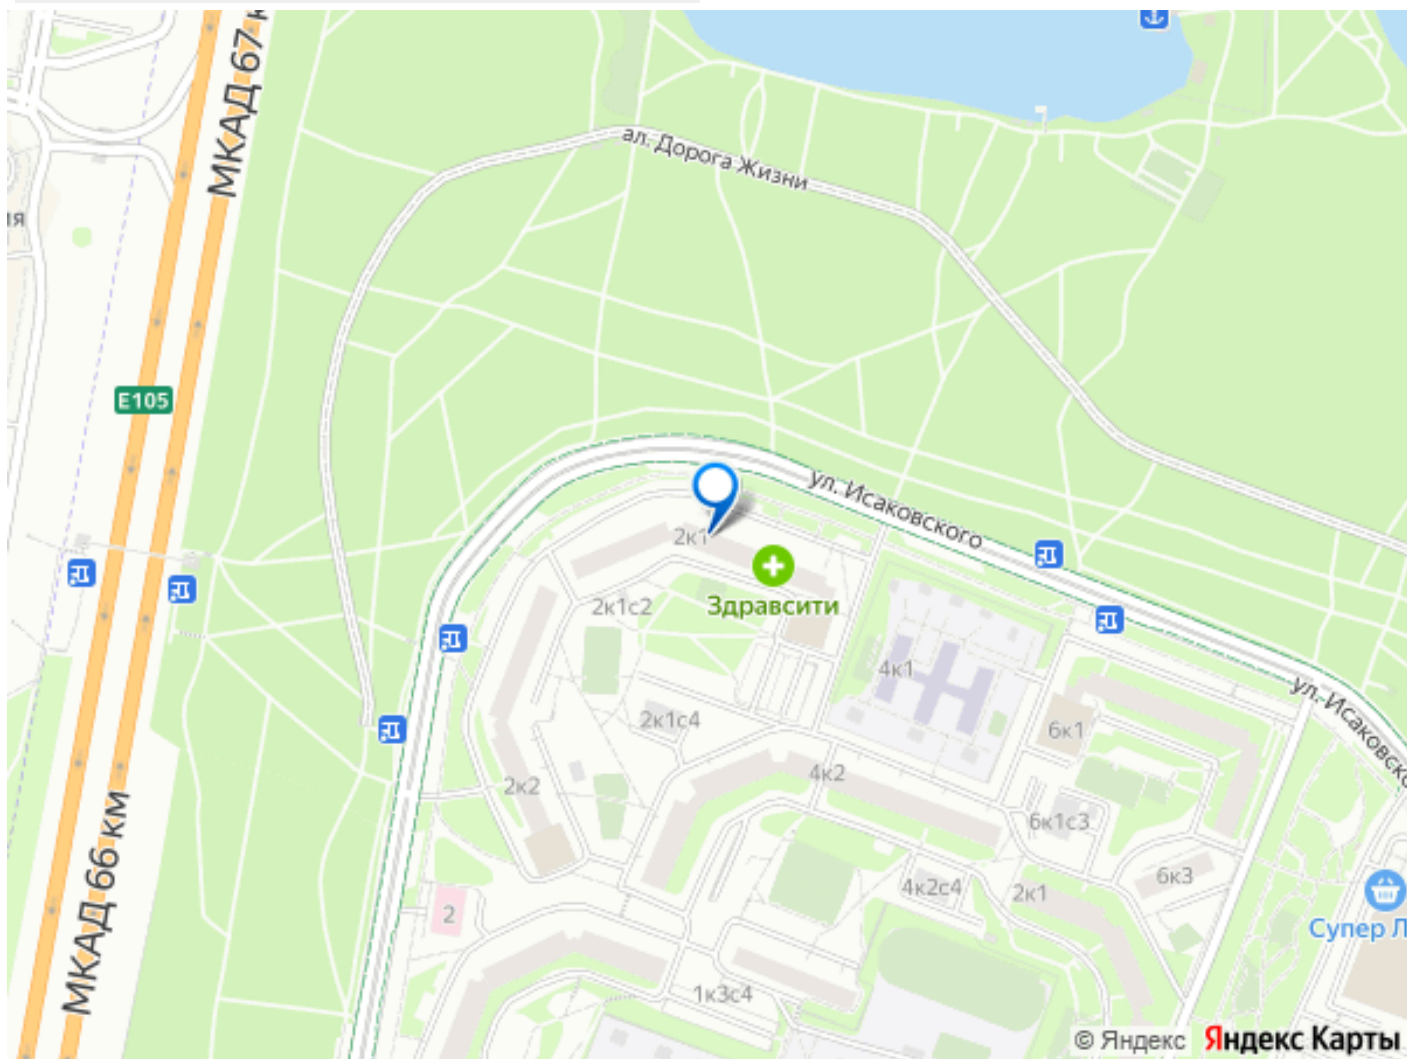 МКАД 67 к
ал. Дорога Жизни
ия
E105
ул. Исаковского
2к1
Здравсити
2к1с2
4к1
ул. Исаковско
2к1с4
6к1
4к2
2к2
6к1с3
6к3
4к2с4
2к1
2
Супер Л
МКАД 66 км
1к3с4
© Яндекс Яндекс Карты